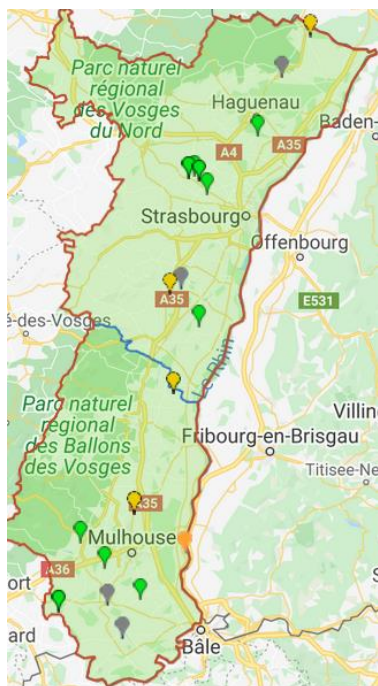 Parc naturel
régional
des Vosges
du Nord
Haguenau
Baden-
A4
A35
Strasbourg
Offenbourg
A35
E531
é-des-Vosges
Le Rhin
Parc naturel
régional
des Ballons
des Vosges
Villin
Fribourg-en-Brisgau
Titisee-Ne
A35
Mulhouse
ort
A36
ard
Bâle